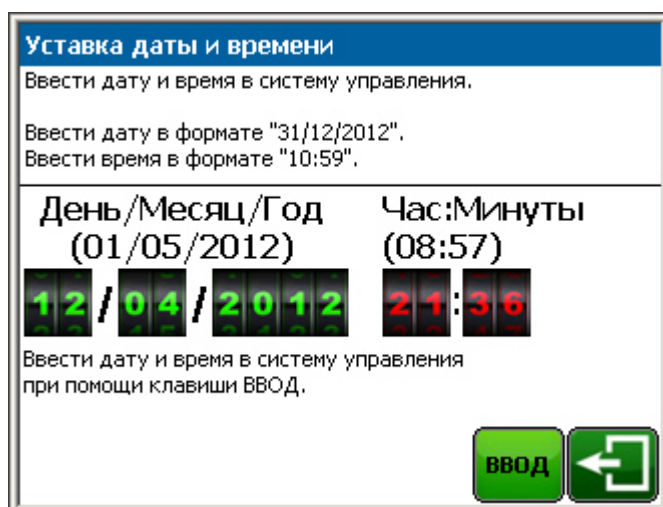 Уставка даты и времени
Ввести дату и время в систему управления.
Ввести дату в формате "31/12/2012".
Ввести время в формате "10:59".
День/Месяц/Год Час:Минуты
(01/05/2012) (08:57)
12/04/2012 21:36
Ввести дату и время в систему управления
при помощи клавиши ВВОД.
ВВОД